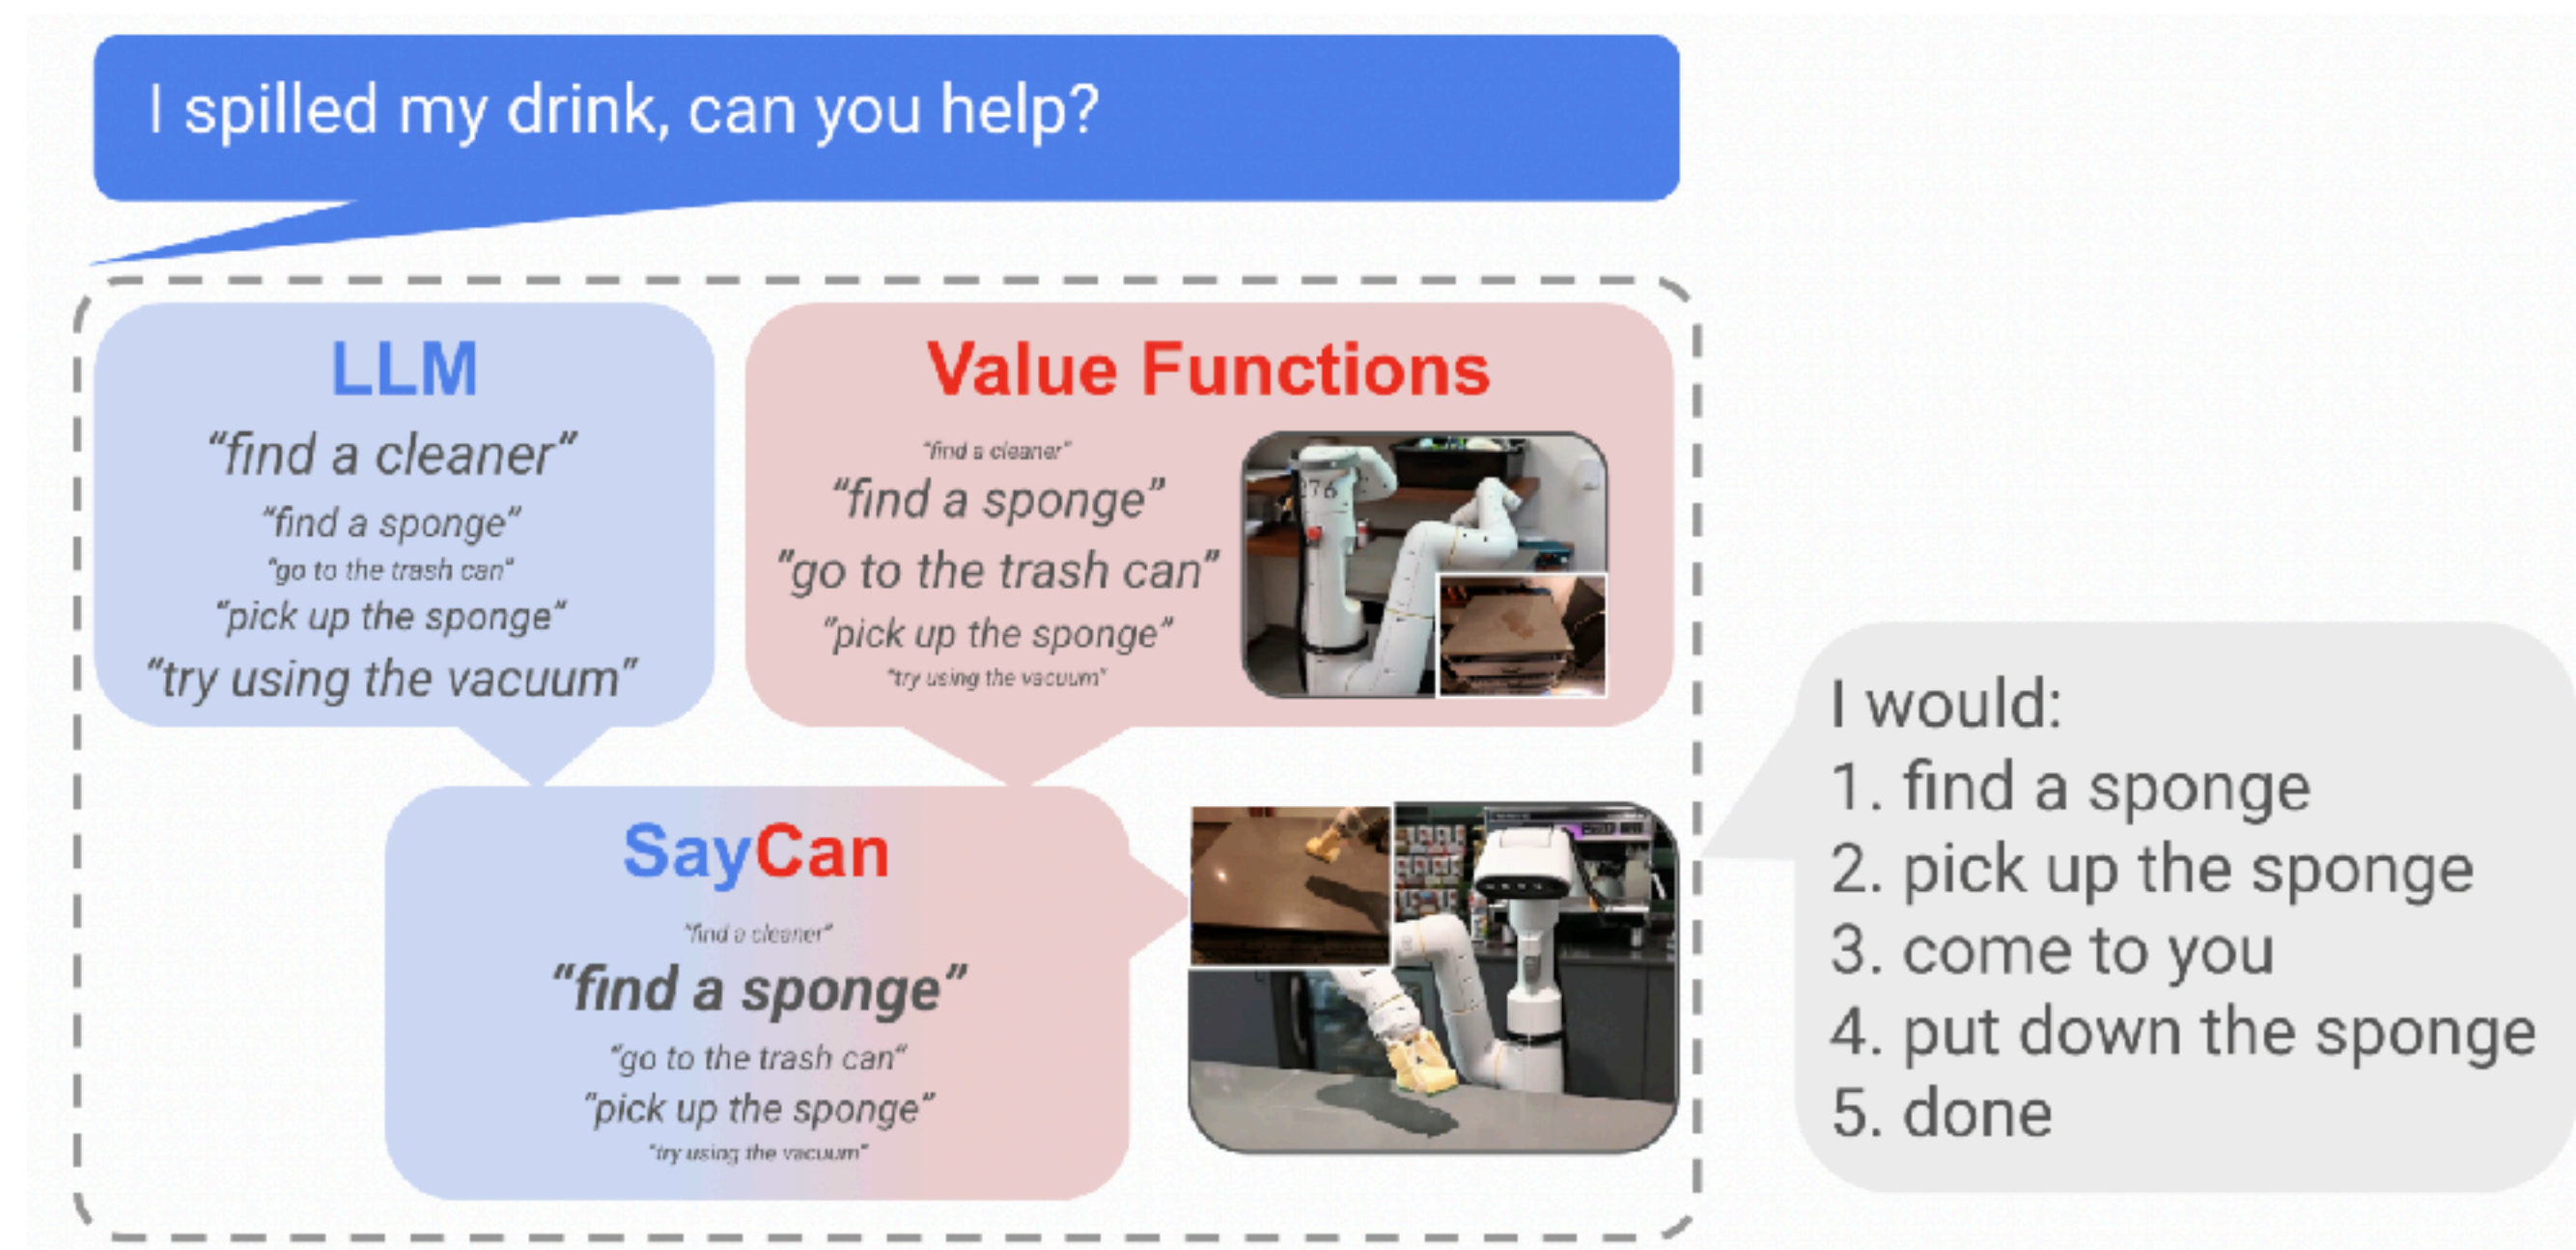 I spilled my drink, can you help?
LLM
“find a cleaner”
“find a sponge”
“go to the trash can”
“pick up the sponge”
“try using the vacuum”
Value Functions
“find a cleaner”
“find a sponge”
“go to the trash can”
“pick up the sponge”
“try using the vacuum”
276
SayCan
“find a cleaner”
“find a sponge”
“go to the trash can”
“pick up the sponge”
“try using the vacuum”
I would:
1. find a sponge
2. pick up the sponge
3. come to you
4. put down the sponge
5. done